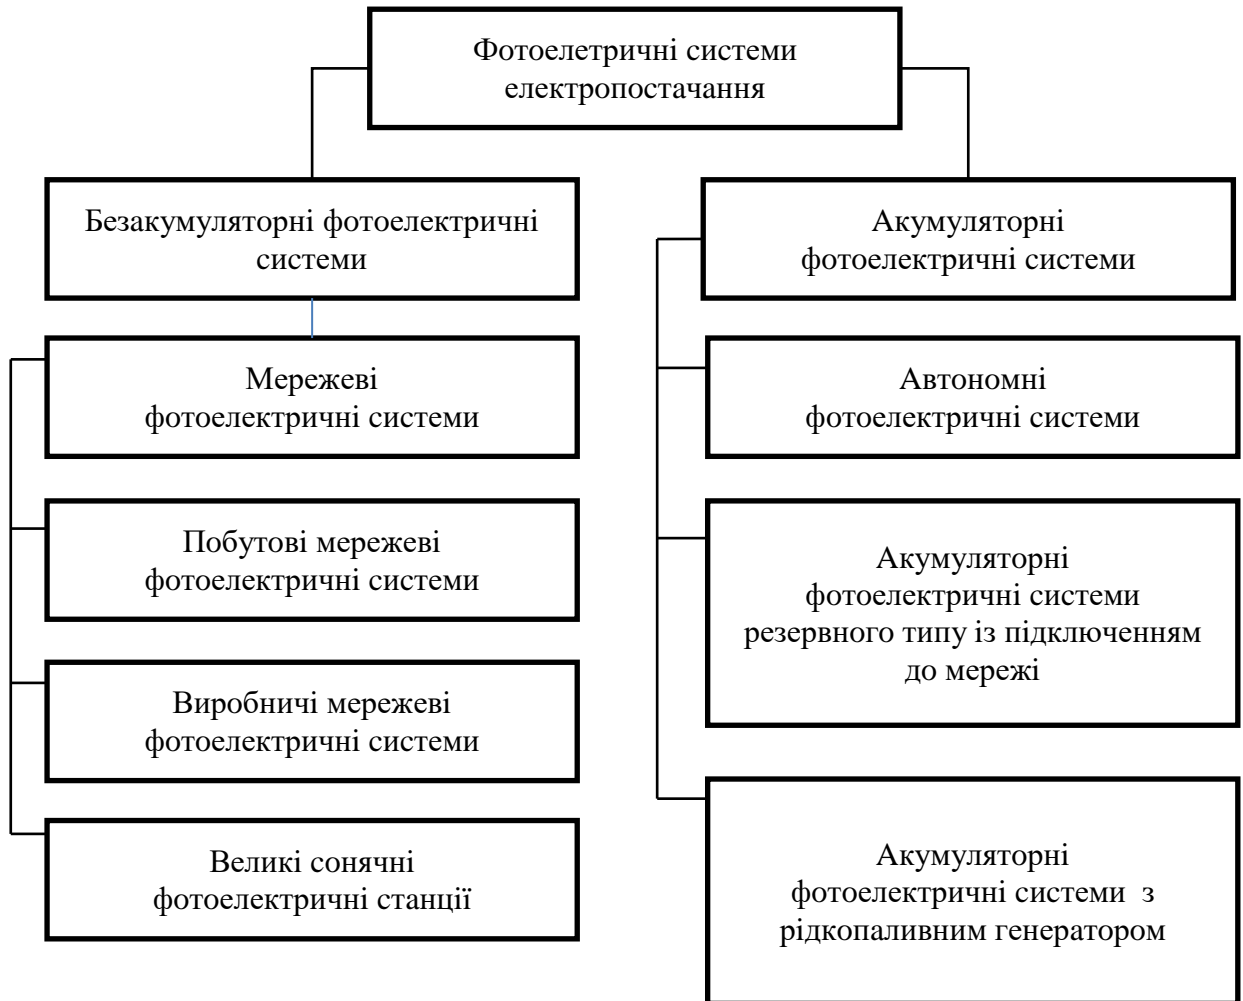 Фотоелетричні системи
електропостачання
Безакумуляторні фотоелектричні
системи
Акумуляторні
фотоелектричні системи
Мережеві
фотоелектричні системи
Автономні
фотоелектричні системи
Побутові мережеві
фотоелектричні системи
Акумуляторні
фотоелектричні системи
резервного типу із підключенням
до мережі
Виробничі мережеві
фотоелектричні системи
Великі сонячні
фотоелектричні станції
Акумуляторні
фотоелектричні системи з
рідкопаливним генератором